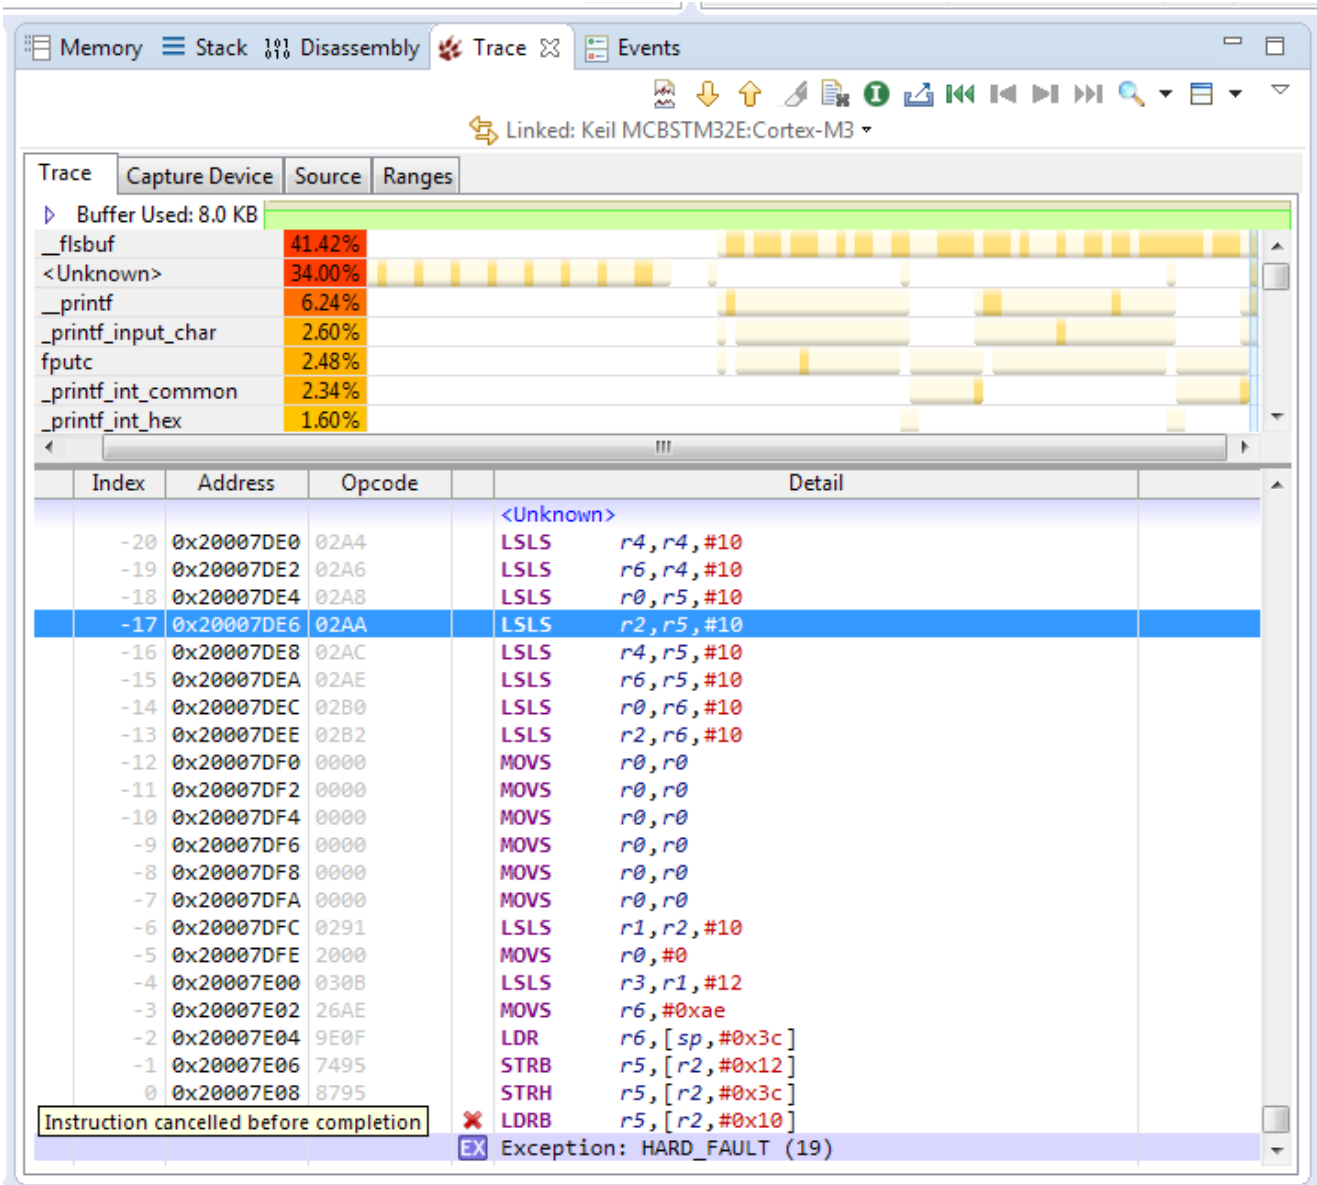 Memory Stack Disassembly Trace Events
Linked: Keil MCBSTM32E:Cortex-M3
Trace Capture Device Source Ranges
Buffer Used: 8.0 KB
__flsbuf 41.42%
<Unknown> 34.00%
__printf 6.24%
_printf_input_char 2.60%
fputc 2.48%
_printf_int_common 2.34%
_printf_int_hex 1.60%
Index Address Opcode Detail
<Unknown>
-20 0x20007DE0 02A4 LSLS r4,r4,#10
-19 0x20007DE2 02A6 LSLS r6,r4,#10
-18 0x20007DE4 02A8 LSLS r0,r5,#10
-17 0x20007DE6 02AA LSLS r2,r5,#10
-16 0x20007DE8 02AC LSLS r4,r5,#10
-15 0x20007DEA 02AE LSLS r6,r5,#10
-14 0x20007DEC 02B0 LSLS r0,r6,#10
-13 0x20007DEE 02B2 LSLS r2,r6,#10
-12 0x20007DF0 0000 MOVS r0,r0
-11 0x20007DF2 0000 MOVS r0,r0
-10 0x20007DF4 0000 MOVS r0,r0
-9 0x20007DF6 0000 MOVS r0,r0
-8 0x20007DF8 0000 MOVS r0,r0
-7 0x20007DFA 0000 MOVS r0,r0
-6 0x20007DFC 0291 LSLS r1,r2,#10
-5 0x20007DFE 2000 MOVS r0,#0
-4 0x20007E00 030B LSLS r3,r1,#12
-3 0x20007E02 26AE MOVS r6,#0xae
-2 0x20007E04 9E0F LDR r6,[sp,#0x3c]
-1 0x20007E06 7495 STRB r5,[r2,#0x12]
0 0x20007E08 8795 STRH r5,[r2,#0x3c]
Instruction cancelled before completion LDRB r5,[r2,#0x10]
EX Exception: HARD_FAULT (19)